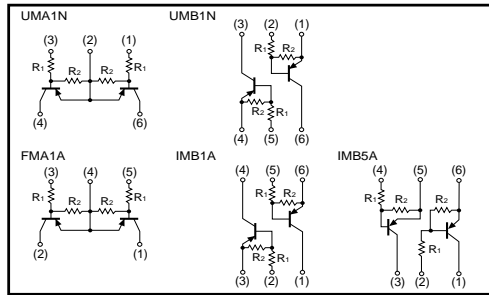 UMA1N
(3) (2) (1)
R1 R2 R2 R1
(4) (6)
UMB1N
(3) (2) (1)
R1 R2
R2 R1
(4) (5) (6)
FMA1A
(3) (4) (5)
R1 R2 R2 R1
(2) (1)
IMB1A
(4) (5) (6)
R1 R2
R2 R1
(3) (2) (1)
IMB5A
(4) (5) (6)
R1 R2 R2
R1
(3) (2) (1)